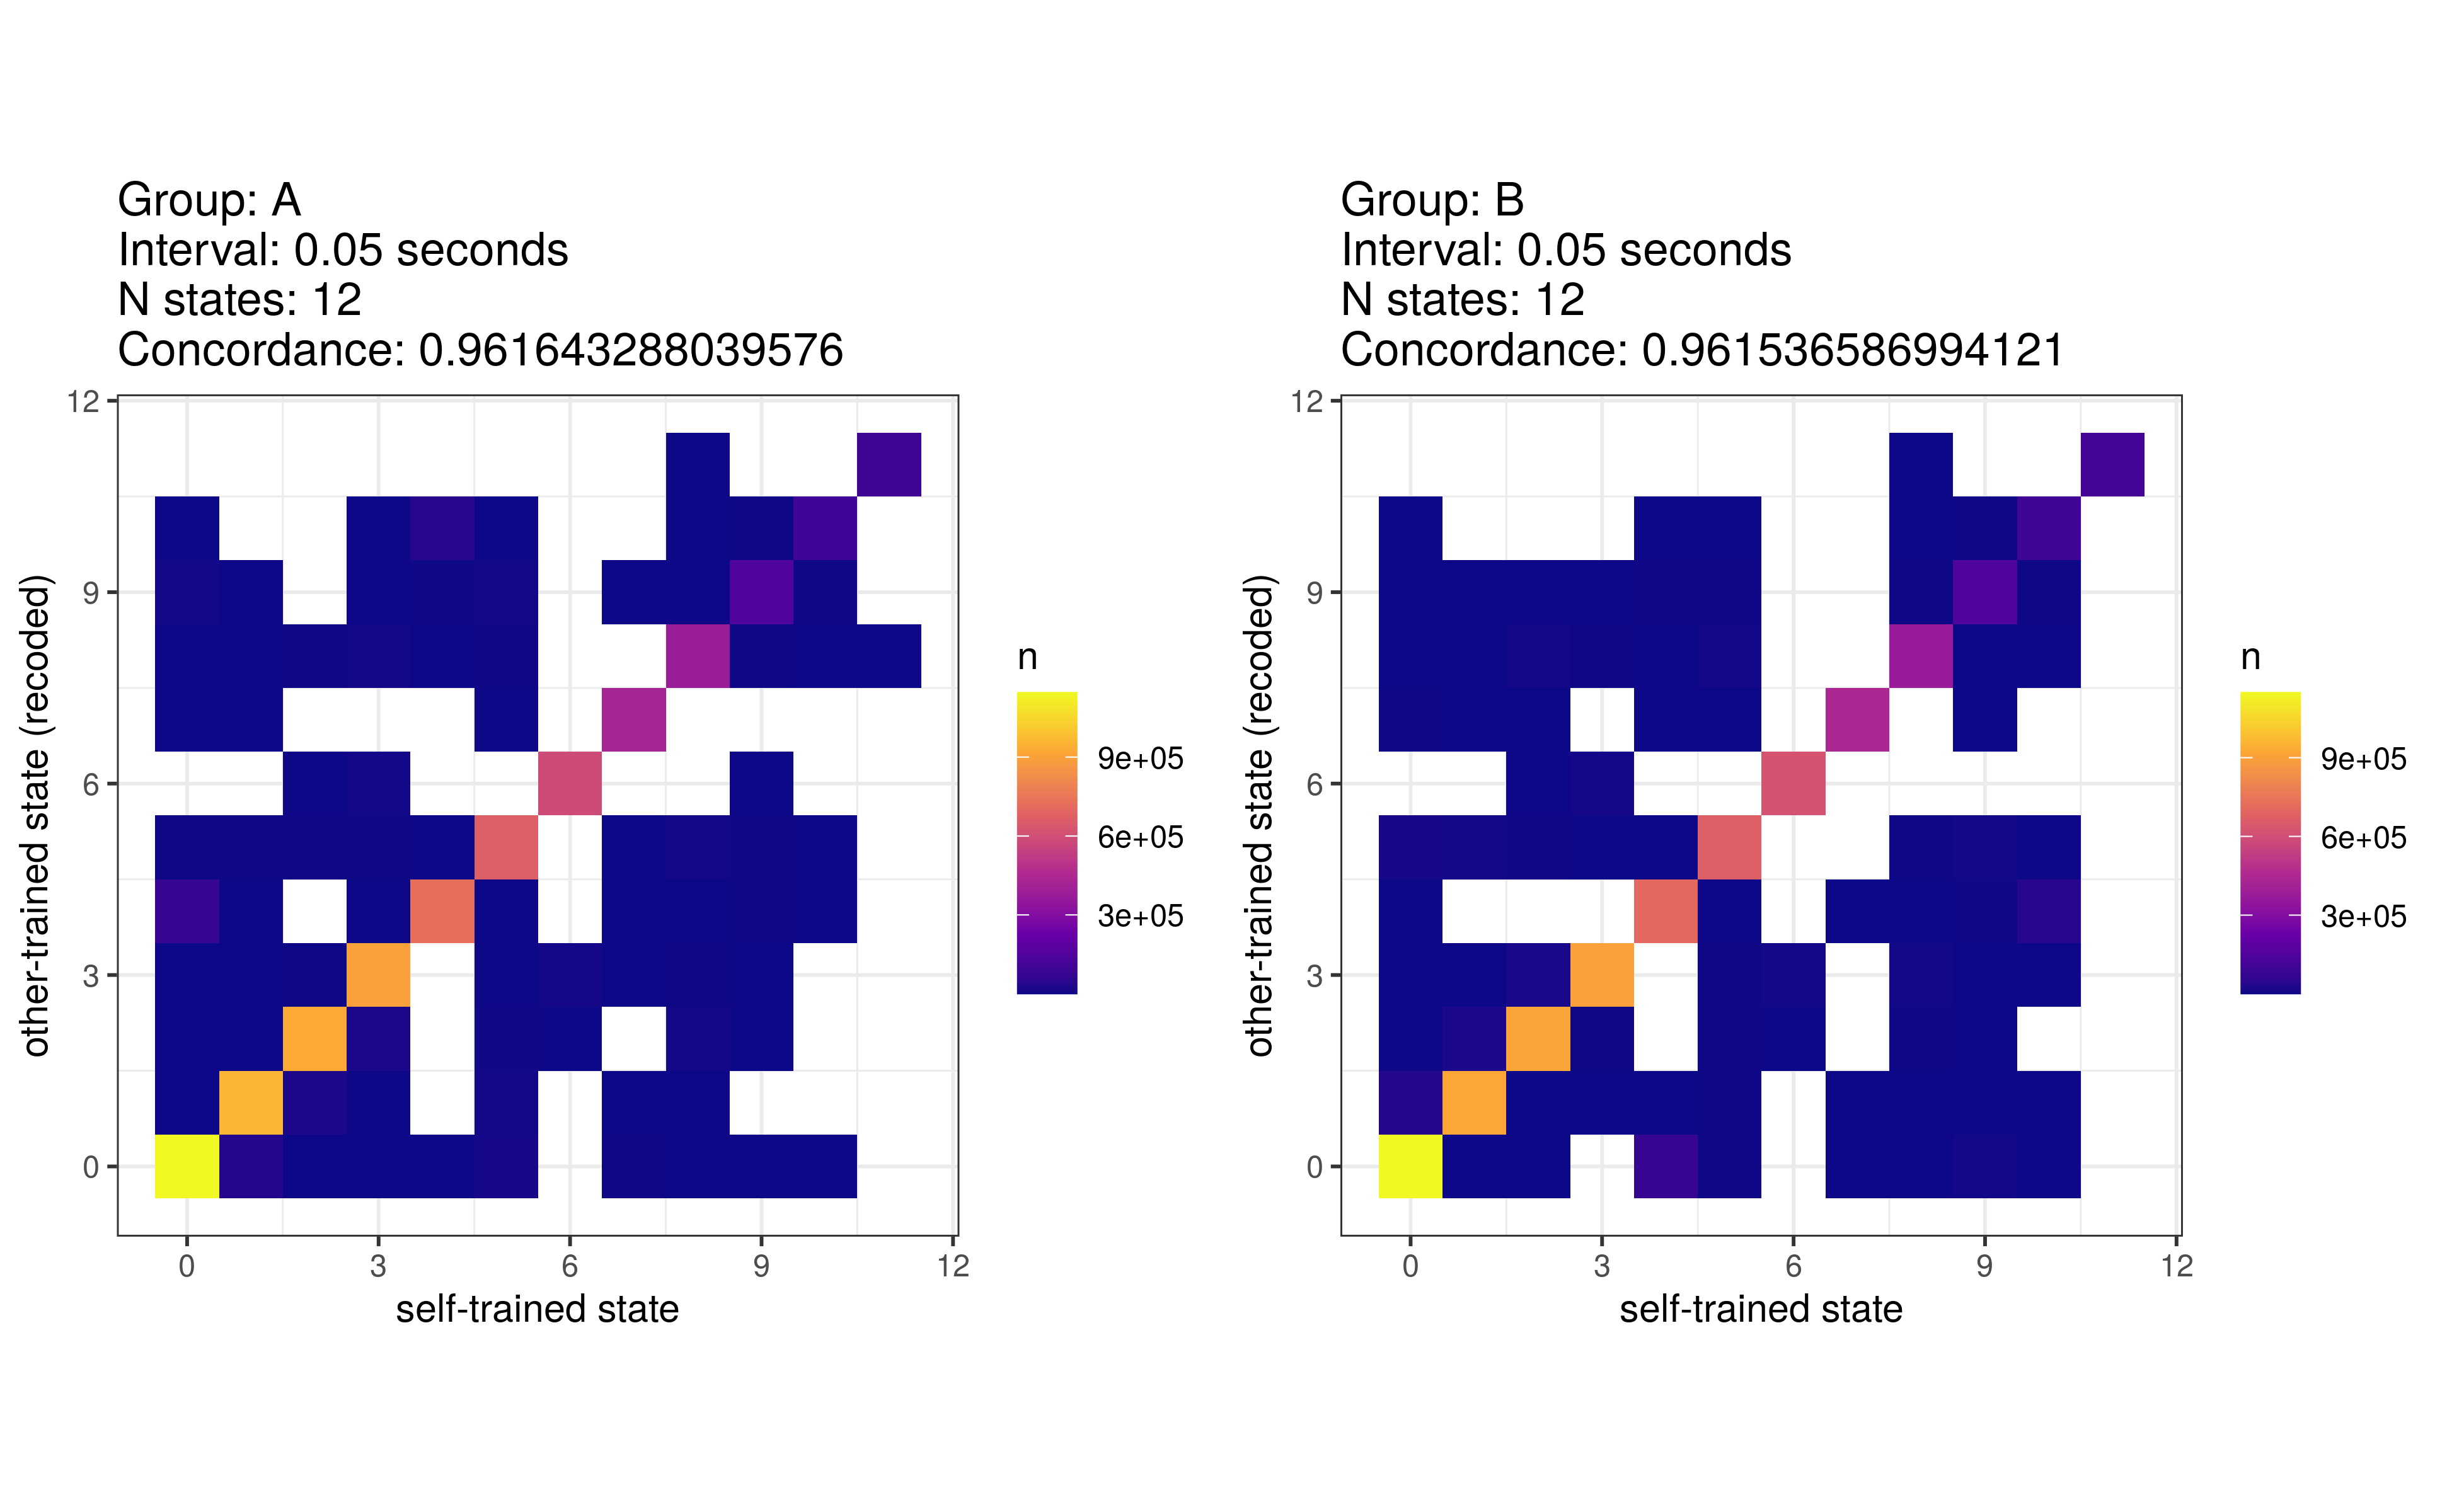 Group: A
Interval: 0.05 seconds
N states: 12
Concordance: 0.961643288039576
12
9
6
3
0
other-trained state (recoded)
0 3 6 9 12
self-trained state
n
9e+05
6e+05
3e+05
Group: B
Interval: 0.05 seconds
N states: 12
Concordance: 0.961536586994121
12
9
6
3
0
other-trained state (recoded)
0 3 6 9 12
self-trained state
n
9e+05
6e+05
3e+05